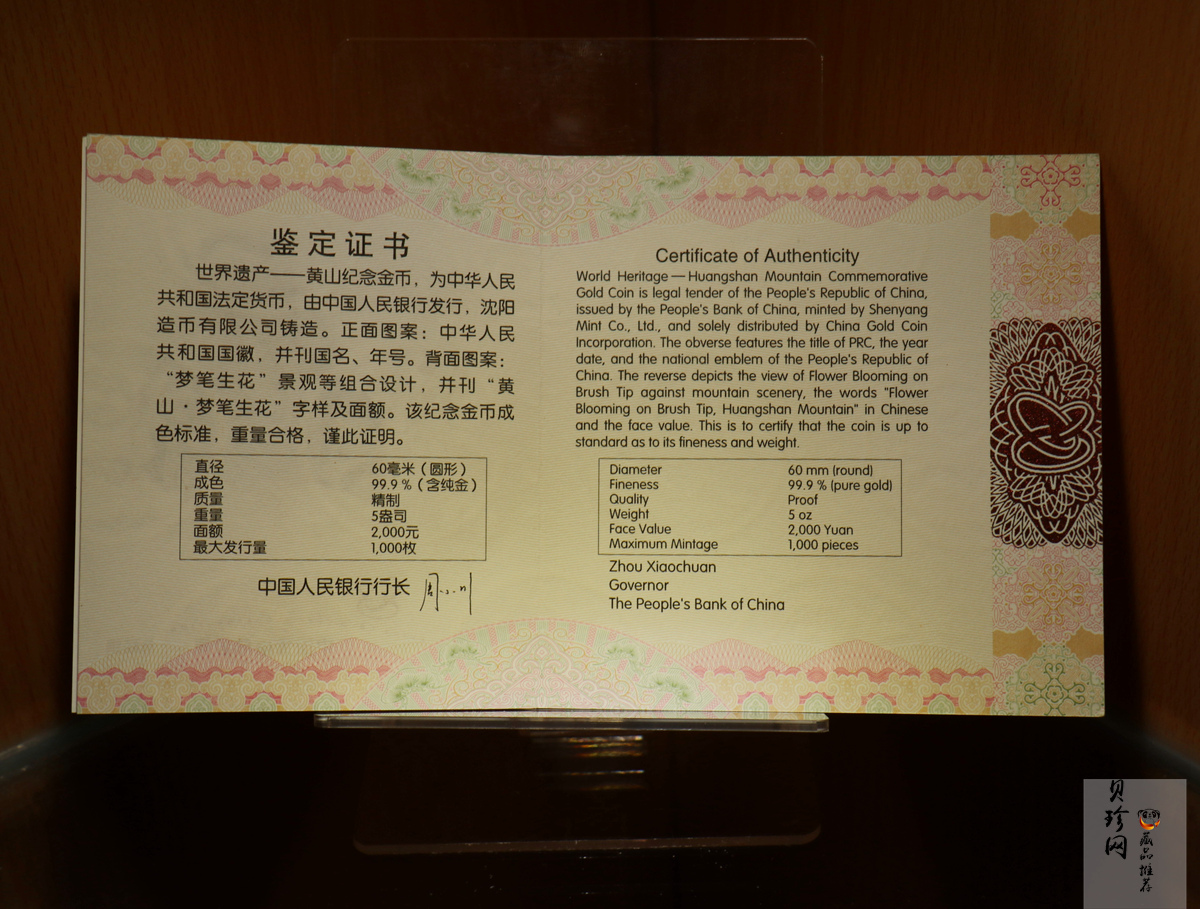 鉴定证书
世界遗产——黄山纪念金币，为中华人民
共和国法定货币，由中国人民银行发行，沈阳
造币有限公司铸造。正面图案：中华人民
共和国国徽，并刊国名、年号。背面图案：
“梦笔生花”景观等组合设计，并刊“黄
山·梦笔生花”字样及面额。该纪念金币成
色标准，重量合格，谨此证明。
直径 60毫米（圆形）
成色 99.9％（含纯金）
质量 精制
重量 5盎司
面额 2,000元
最大发行量 1,000枚
中国人民银行行长 周小川
Certificate of Authenticity
World Heritage — Huangshan Mountain Commemorative
Gold Coin is legal tender of the People's Republic of China,
issued by the People's Bank of China, minted by Shenyang
Mint Co., Ltd., and solely distributed by China Gold Coin
Incorporation. The obverse features the title of PRC, the year
date, and the national emblem of the People's Republic of
China. The reverse depicts the view of Flower Blooming on
Brush Tip against mountain scenery, the words "Flower
Blooming on Brush Tip, Huangshan Mountain" in Chinese
and the face value. This is to certify that the coin is up to
standard as to its fineness and weight.
Diameter 60 mm (round)
Fineness 99.9 % (pure gold)
Quality Proof
Weight 5 oz
Face Value 2,000 Yuan
Maximum Mintage 1,000 pieces
Zhou Xiaochuan
Governor
The People's Bank of China
贝珍网
藏品推荐